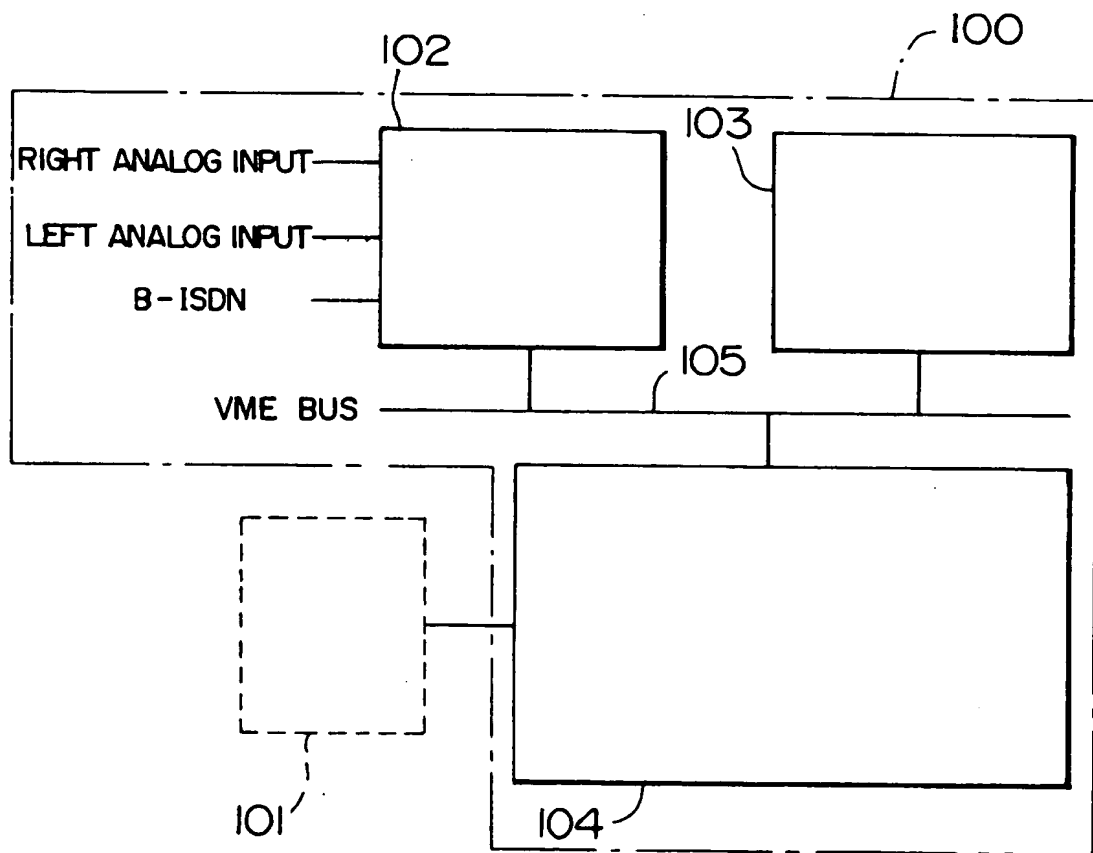 100
102
103
RIGHT ANALOG INPUT
LEFT ANALOG INPUT
B-ISDN
105
VME BUS
101
104